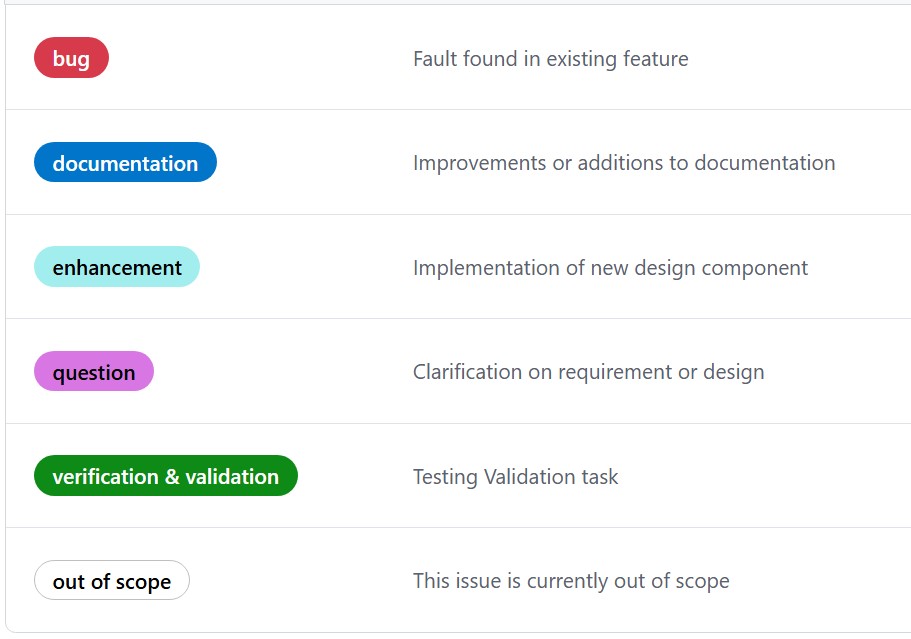 bug
Fault found in existing feature
documentation
Improvements or additions to documentation
enhancement
Implementation of new design component
question
Clarification on requirement or design
verification & validation
Testing Validation task
out of scope
This issue is currently out of scope